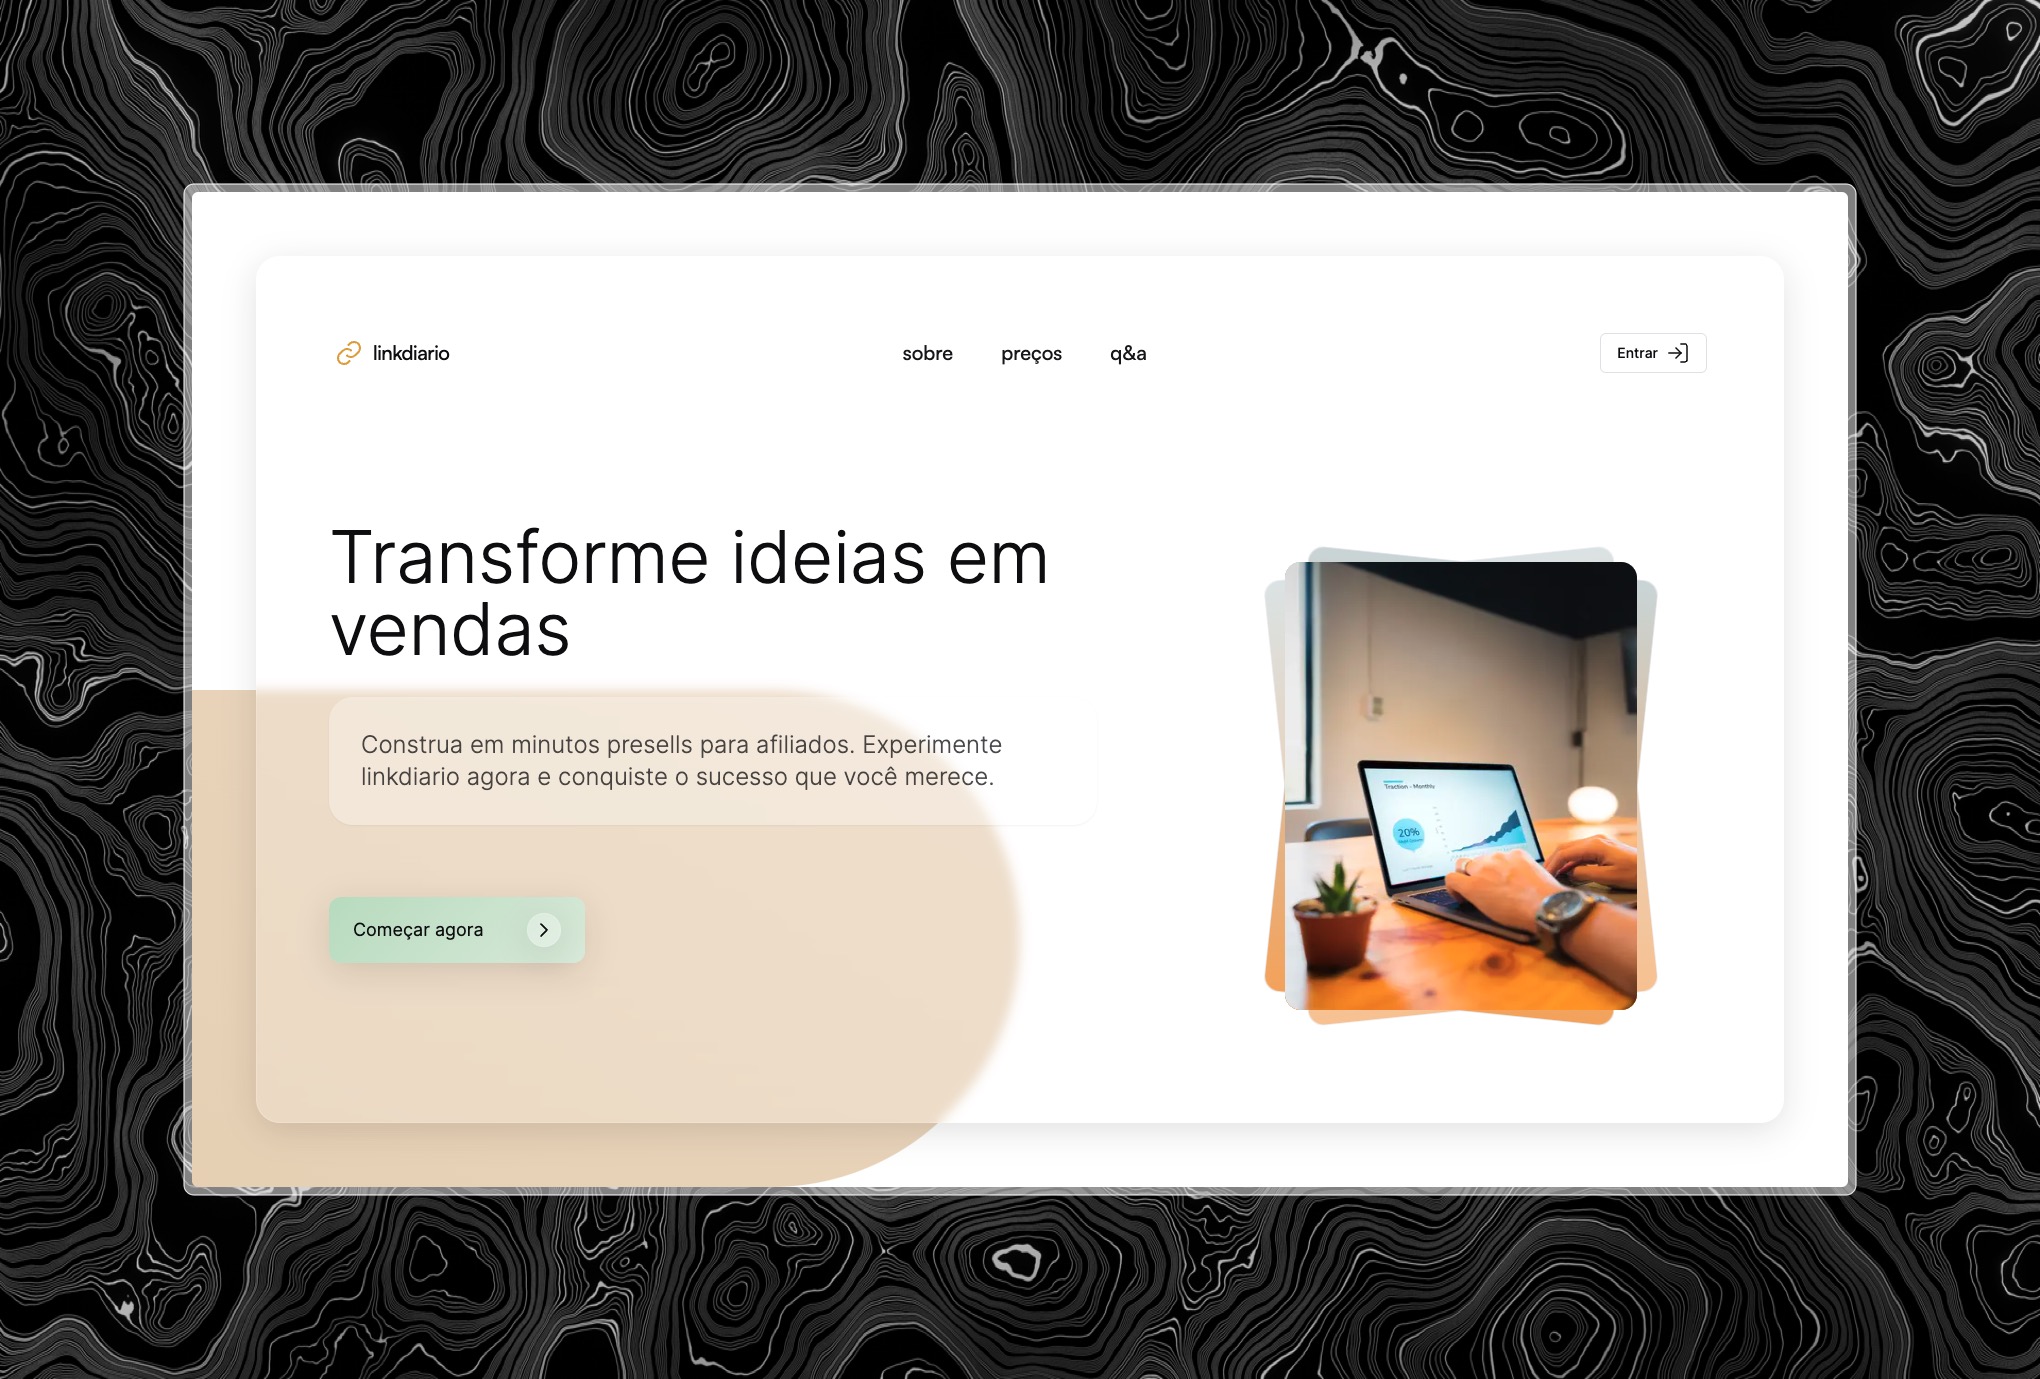 linkdiario
sobre
preços
q&a
Entrar
Transforme ideias em
vendas
Construa em minutos presells para afiliados. Experimente
linkdiario agora e conquiste o sucesso que você merece.
Começar agora
Traction - Monthly
20%